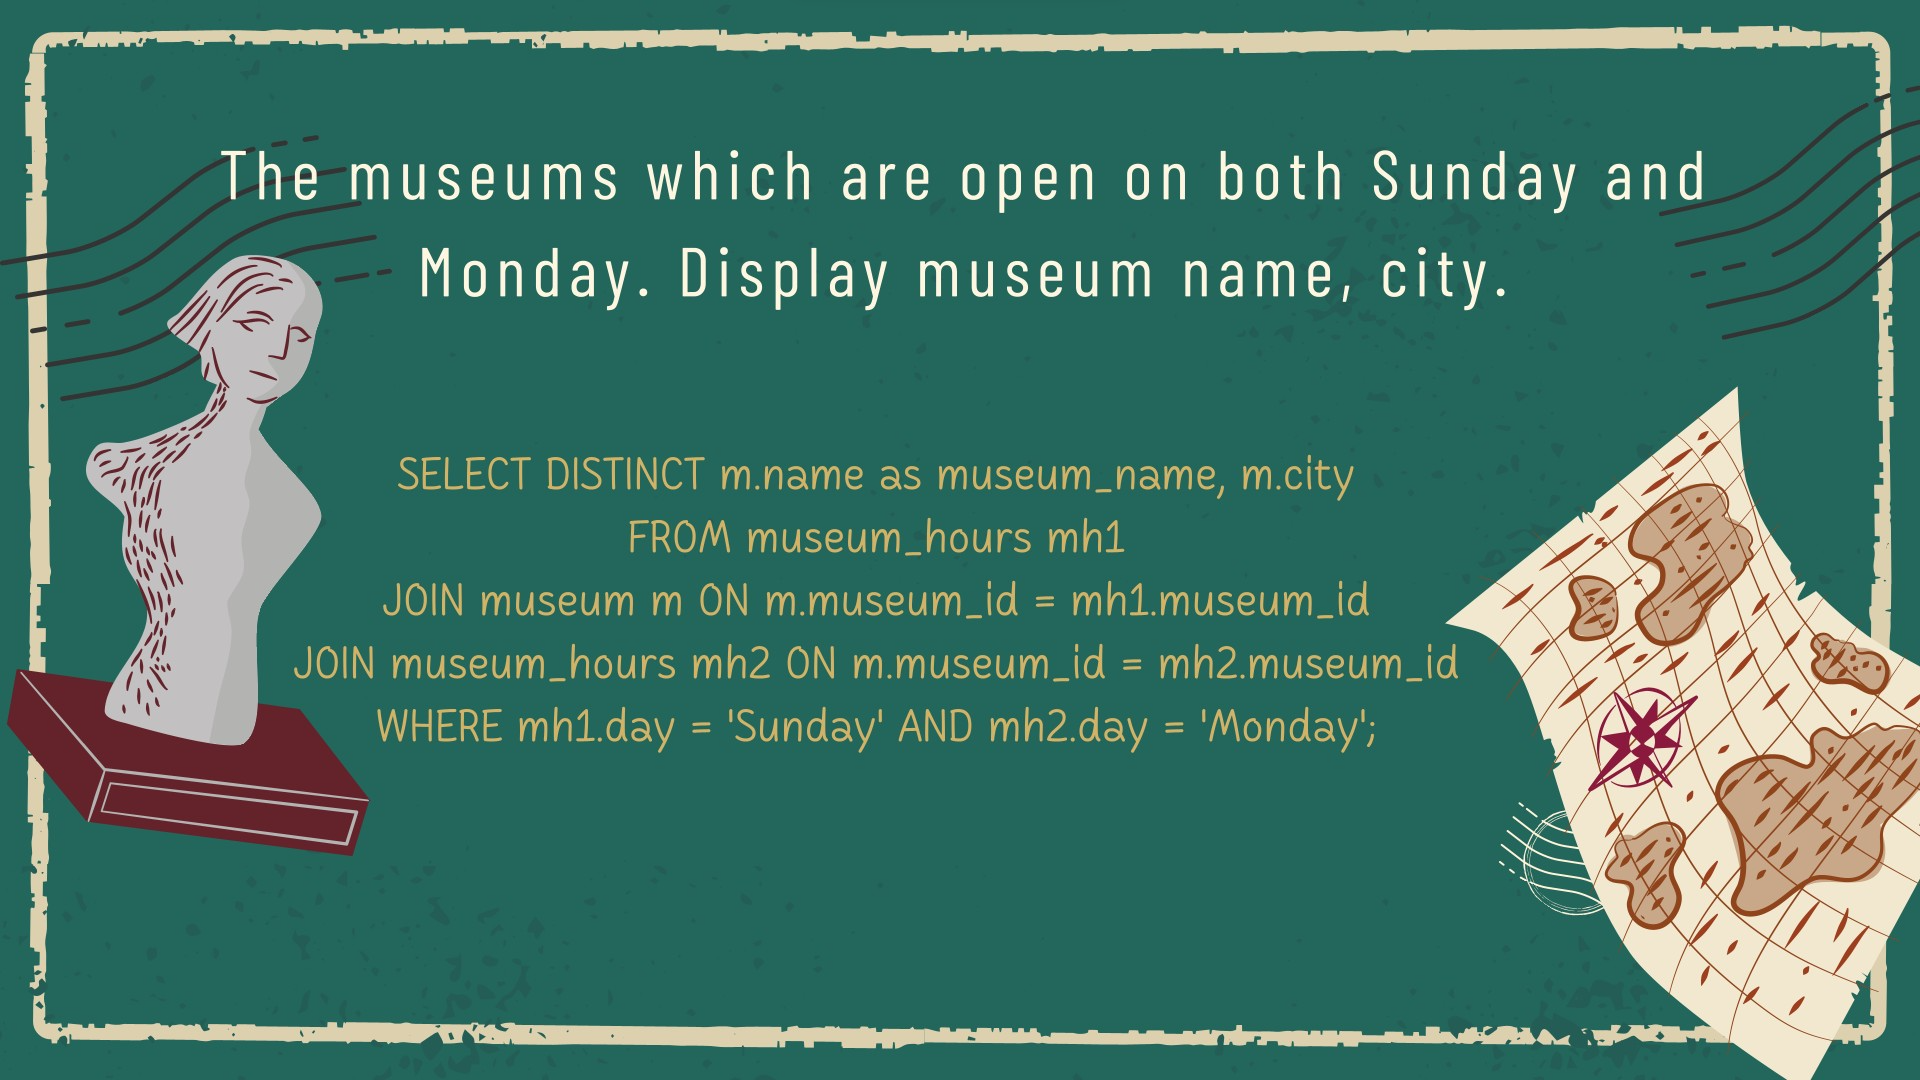 The museums which are open on both Sunday and
Monday. Display museum name, city.
SELECT DISTINCT m.name as museum_name, m.city
FROM museum_hours mh1
JOIN museum m ON m.museum_id = mh1.museum_id
JOIN museum_hours mh2 ON m.museum_id = mh2.museum_id
WHERE mh1.day = 'Sunday' AND mh2.day = 'Monday';